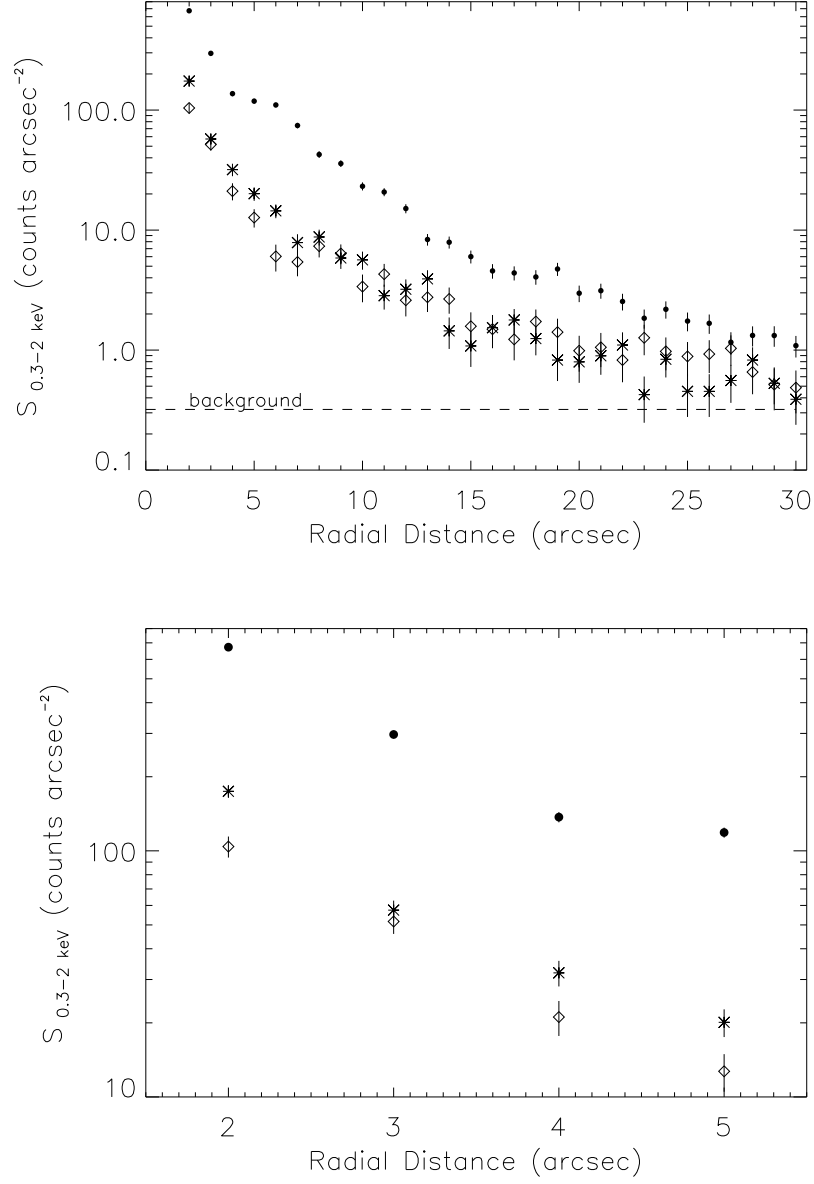 S 0.3−2 keV (counts arcsec−2)
100.0
10.0
1.0
0.1
background
0 5 10 15 20 25 30
Radial Distance (arcsec)
S 0.3−2 keV (counts arcsec−2)
100
10
2 3 4 5
Radial Distance (arcsec)